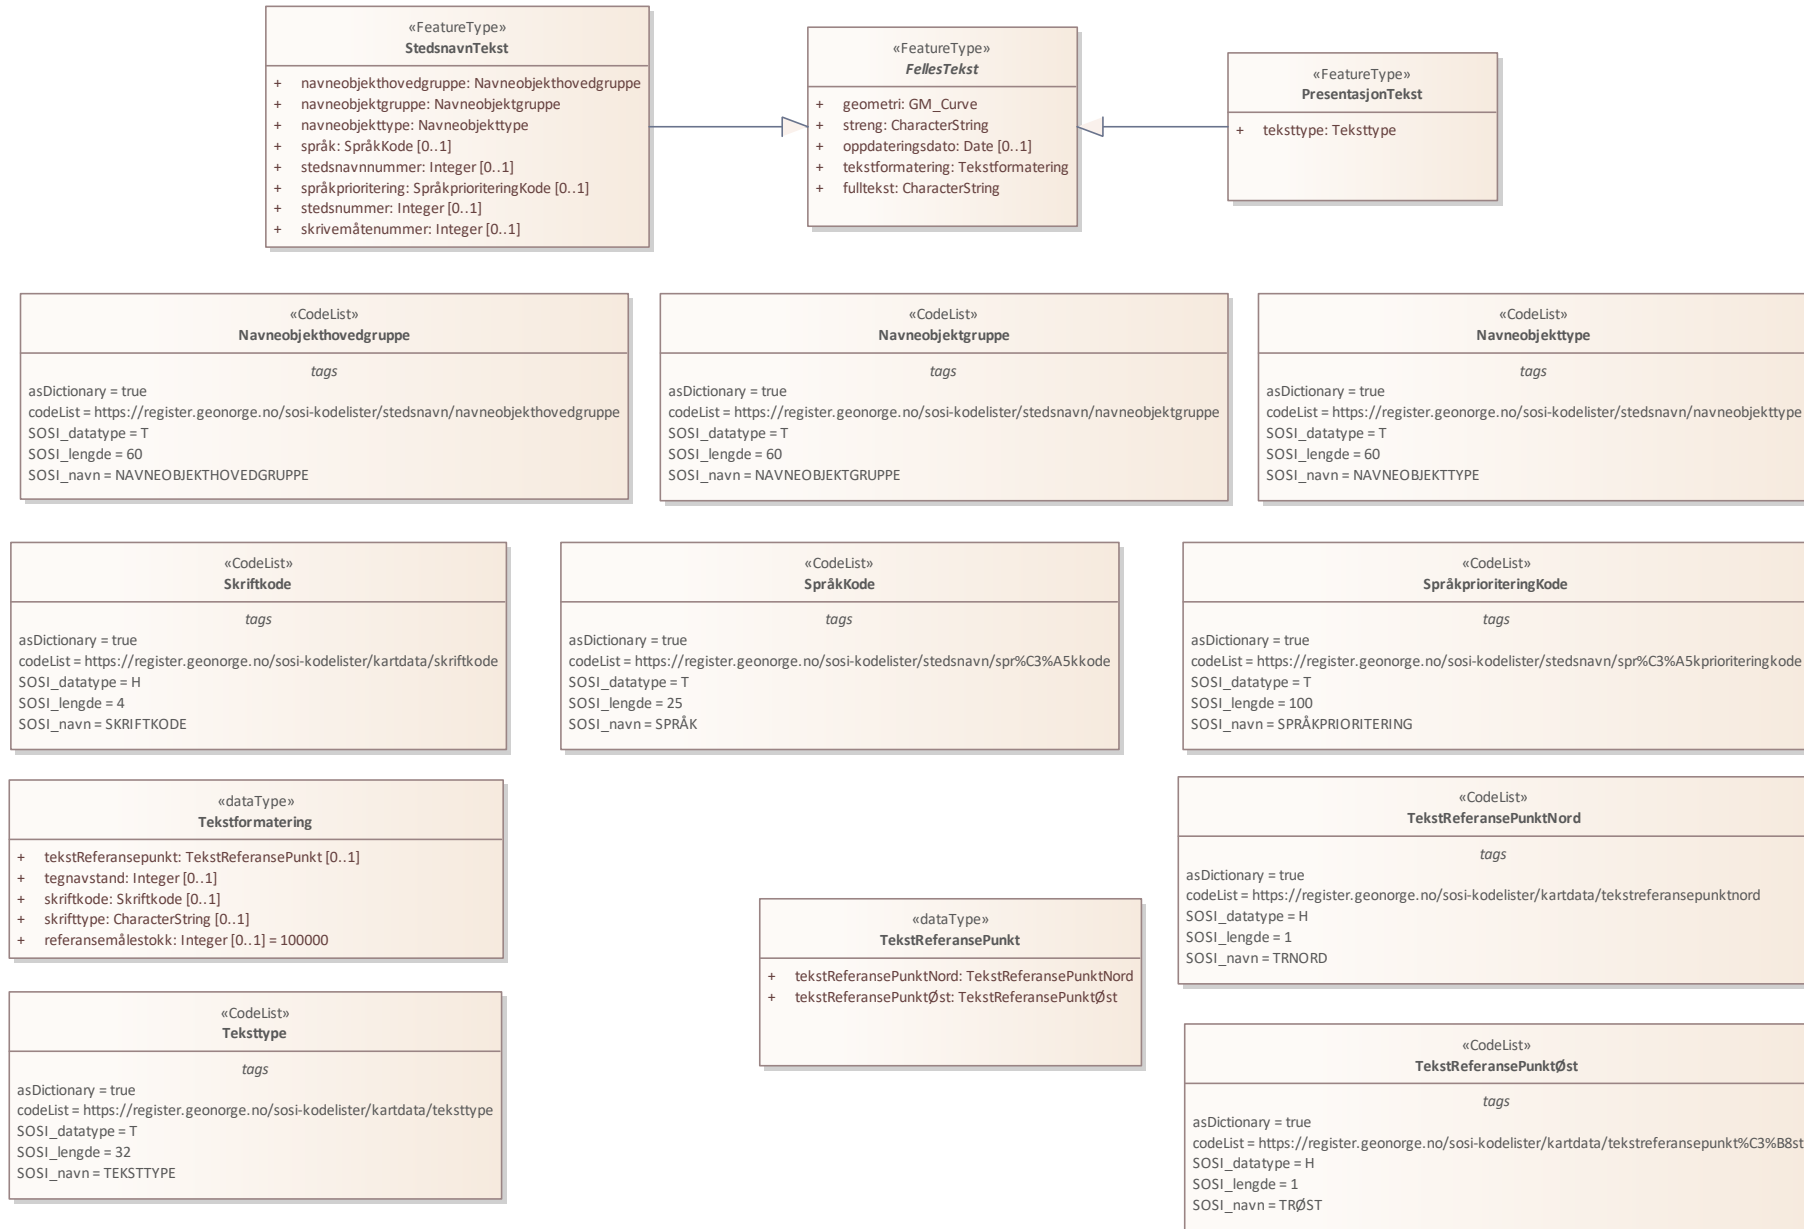 «FeatureType»
StedsnavnTekst
+ navneobjekthovedgruppe: Navneobjekthovedgruppe
+ navneobjektgruppe: Navneobjektgruppe
+ navneobjekttype: Navneobjekttype
+ språk: SpråkKode [0..1]
+ stedsnavnnummer: Integer [0..1]
+ språkprioritering: SpråkprioriteringKode [0..1]
+ stedsnummer: Integer [0..1]
+ skrivemåtenummer: Integer [0..1]
«FeatureType»
FellesTekst
+ geometri: GM_Curve
+ streng: CharacterString
+ oppdateringsdato: Date [0..1]
+ tekstformatering: Tekstformatering
+ fulltekst: CharacterString
«FeatureType»
PresentasjonTekst
+ teksttype: Teksttype
«CodeList»
Navneobjekthovedgruppe
tags
asDictionary = true
codeList = https://register.geonorge.no/sosi-kodelister/stedsnavn/navneobjekthovedgruppe
SOSI_datatype = T
SOSI_lengde = 60
SOSI_navn = NAVNEOBJEKTHOVEDGRUPPE
«CodeList»
Navneobjektgruppe
tags
asDictionary = true
codeList = https://register.geonorge.no/sosi-kodelister/stedsnavn/navneobjektgruppe
SOSI_datatype = T
SOSI_lengde = 60
SOSI_navn = NAVNEOBJEKTGRUPPE
«CodeList»
Navneobjekttype
tags
asDictionary = true
codeList = https://register.geonorge.no/sosi-kodelister/stedsnavn/navneobjekttype
SOSI_datatype = T
SOSI_lengde = 60
SOSI_navn = NAVNEOBJEKTTYPE
«CodeList»
Skriftkode
tags
asDictionary = true
codeList = https://register.geonorge.no/sosi-kodelister/kartdata/skriftkode
SOSI_datatype = H
SOSI_lengde = 4
SOSI_navn = SKRIFTKODE
«CodeList»
SpråkKode
tags
asDictionary = true
codeList = https://register.geonorge.no/sosi-kodelister/stedsnavn/spr%C3%A5kkode
SOSI_datatype = T
SOSI_lengde = 25
SOSI_navn = SPRÅK
«CodeList»
SpråkprioriteringKode
tags
asDictionary = true
codeList = https://register.geonorge.no/sosi-kodelister/stedsnavn/spr%C3%A5kprioriteringkode
SOSI_datatype = T
SOSI_lengde = 100
SOSI_navn = SPRÅKPRIORITERING
«dataType»
Tekstformatering
+ tekstReferansepunkt: TekstReferansePunkt [0..1]
+ tegnavstand: Integer [0..1]
+ skriftkode: Skriftkode [0..1]
+ skrifttype: CharacterString [0..1]
+ referansemålestokk: Integer [0..1] = 100000
«dataType»
TekstReferansePunkt
+ tekstReferansePunktNord: TekstReferansePunktNord
+ tekstReferansePunktØst: TekstReferansePunktØst
«CodeList»
TekstReferansePunktNord
tags
asDictionary = true
codeList = https://register.geonorge.no/sosi-kodelister/kartdata/tekstreferansepunktnord
SOSI_datatype = H
SOSI_lengde = 1
SOSI_navn = TRNORD
«CodeList»
Teksttype
tags
asDictionary = true
codeList = https://register.geonorge.no/sosi-kodelister/kartdata/teksttype
SOSI_datatype = T
SOSI_lengde = 32
SOSI_navn = TEKSTTYPE
«CodeList»
TekstReferansePunktØst
tags
asDictionary = true
codeList = https://register.geonorge.no/sosi-kodelister/kartdata/tekstreferansepunkt%C3%B8st
SOSI_datatype = H
SOSI_lengde = 1
SOSI_navn = TRØST